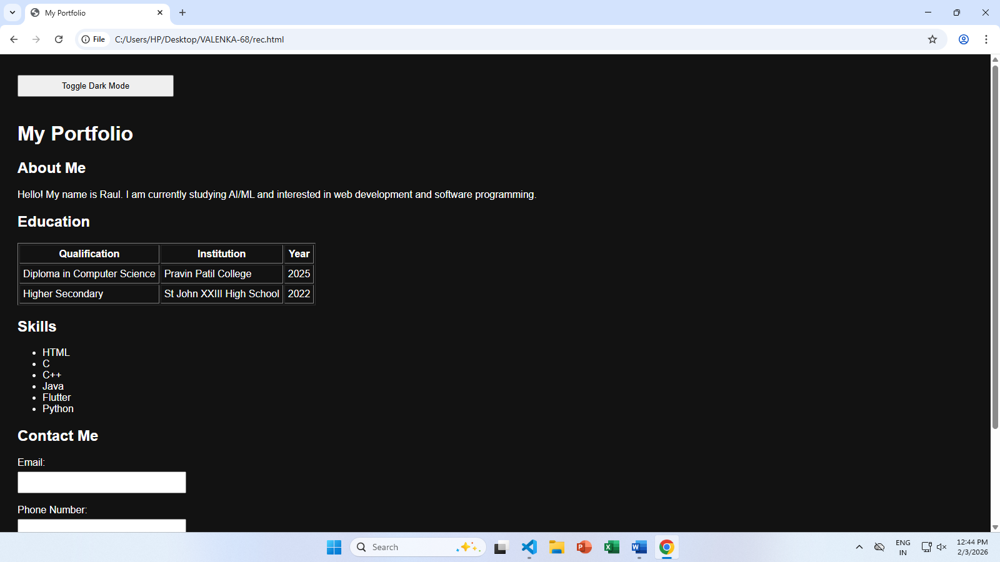 My Portfolio
File
C:/Users/HP/Desktop/VALENKA-68/rec.html
Toggle Dark Mode
My Portfolio
About Me
Hello! My name is Raul. I am currently studying AI/ML and interested in web development and software programming.
Education
Qualification Institution Year
Diploma in Computer Science Pravin Patil College 2025
Higher Secondary St John XXIII High School 2022
Skills
HTML
C
C++
Java
Flutter
Python
Contact Me
Email:
Phone Number:
Search
ENG
IN
12:44 PM
2/3/2026